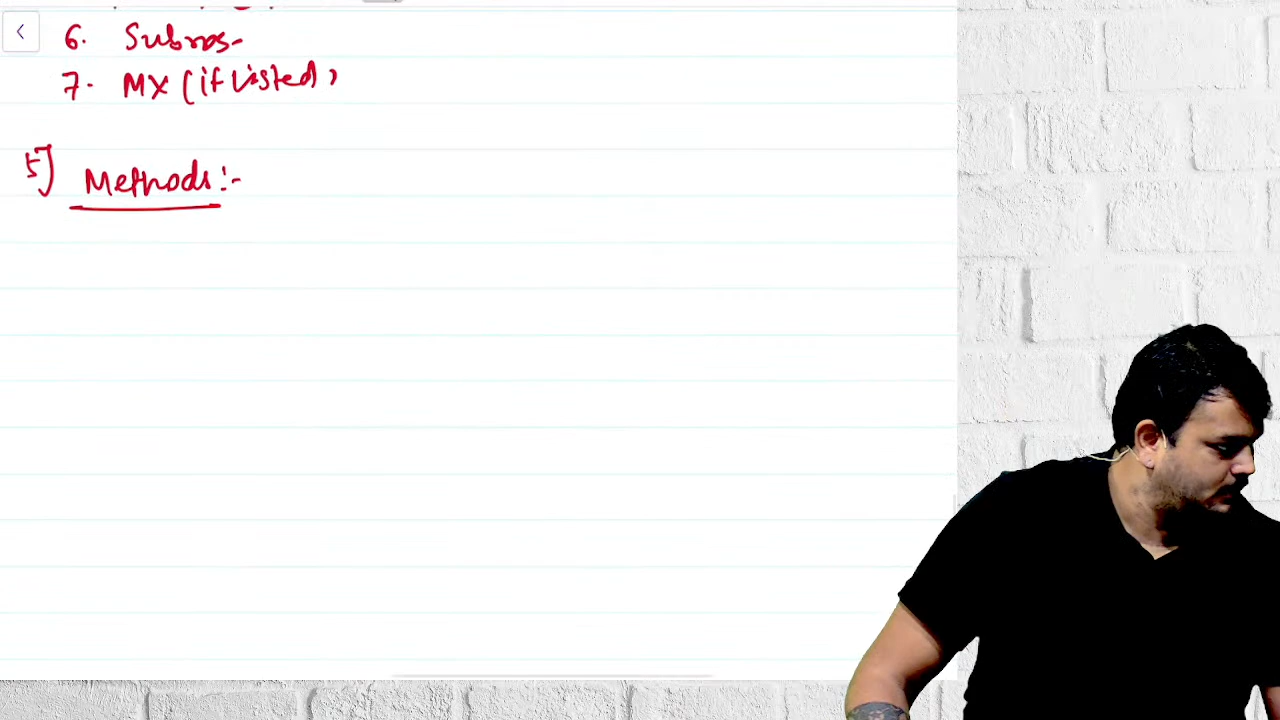 6. Subros-
7. MX (if Listed)
5] Methods:-